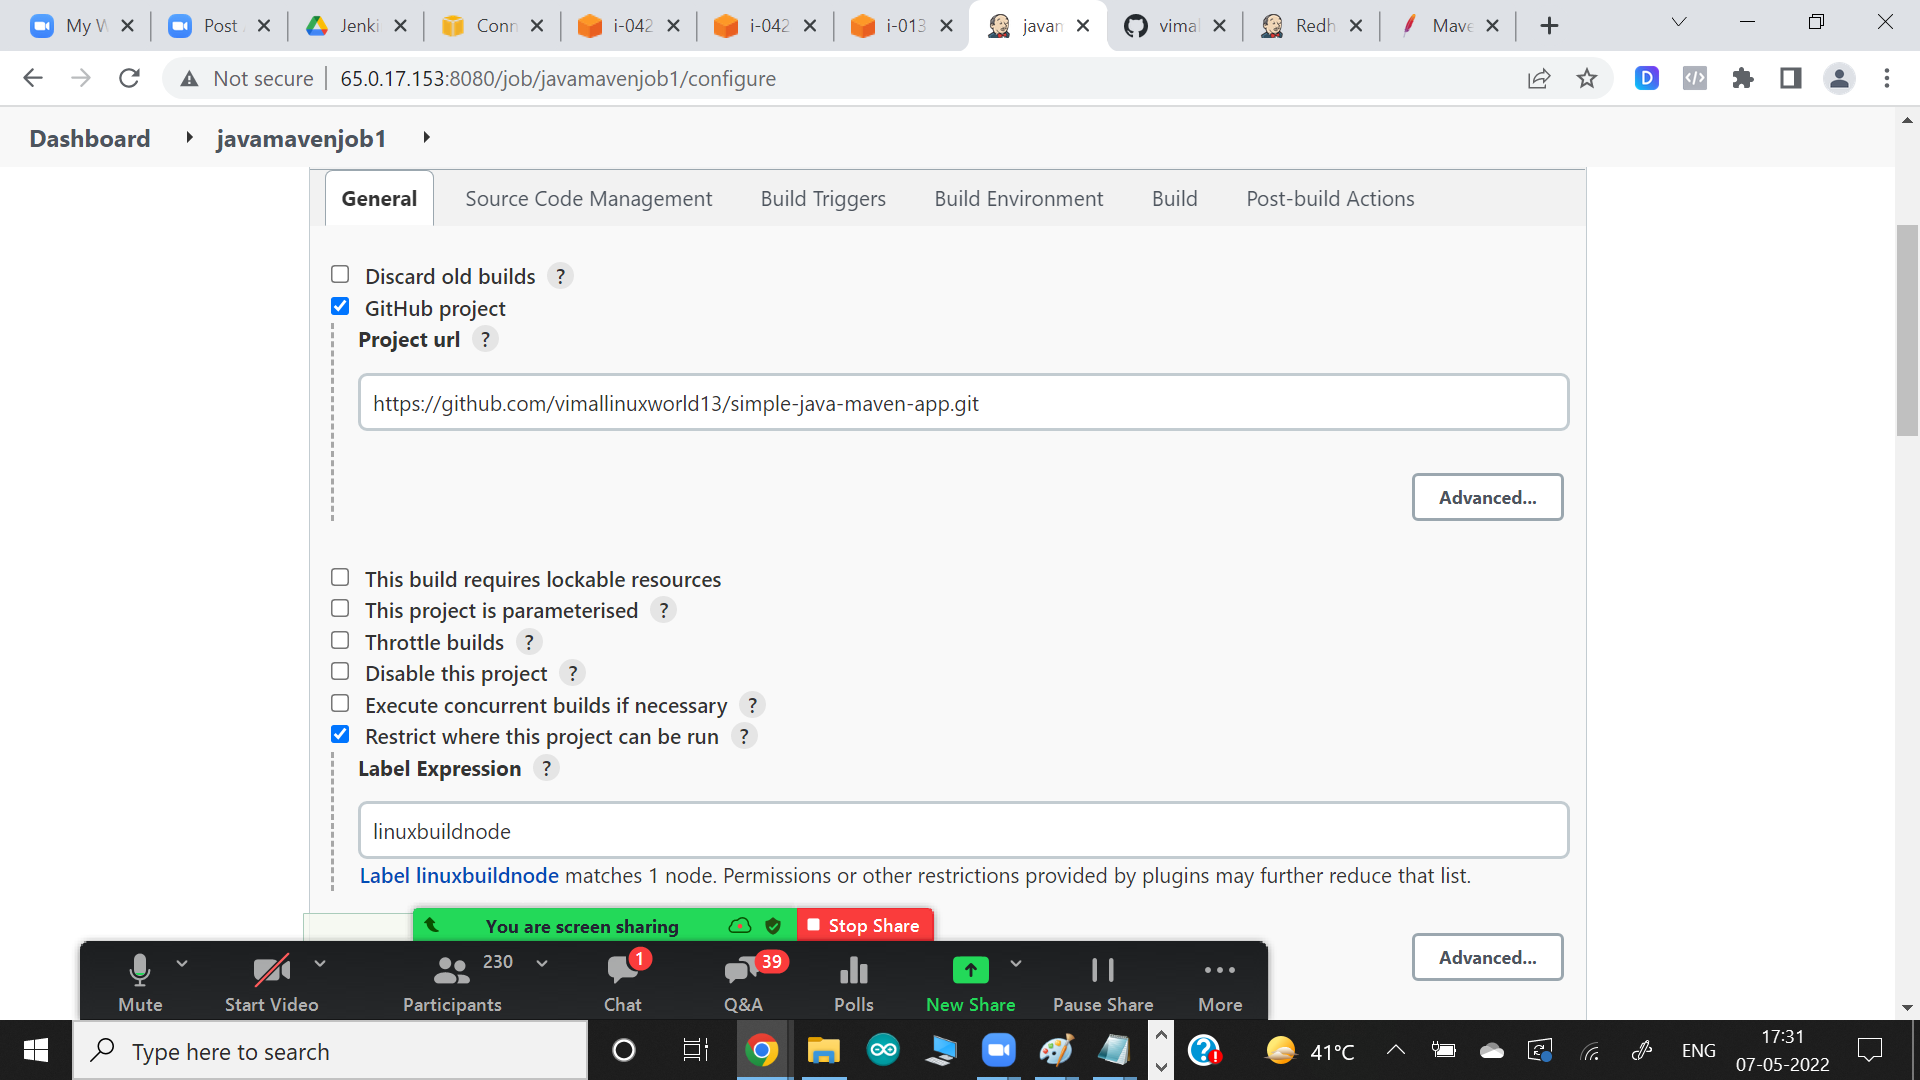 My W
Post
Jenki
Conn
i-042
i-042
i-013
javan
vimal
Redh
Mave
Not secure
65.0.17.153:8080/job/javamavenjob1/configure
Dashboard
javamavenjob1
General
Source Code Management
Build Triggers
Build Environment
Build
Post-build Actions
Discard old builds ?
GitHub project
Project url ?
https://github.com/vimallinuxworld13/simple-java-maven-app.git
Advanced...
This build requires lockable resources
This project is parameterised ?
Throttle builds ?
Disable this project ?
Execute concurrent builds if necessary ?
Restrict where this project can be run ?
Label Expression ?
linuxbuildnode
Label linuxbuildnode matches 1 node. Permissions or other restrictions provided by plugins may further reduce that list.
You are screen sharing
Stop Share
Advanced...
230
1
39
Mute
Start Video
Participants
Chat
Q&A
Polls
New Share
Pause Share
More
Type here to search
41°C
ENG
17:31
07-05-2022